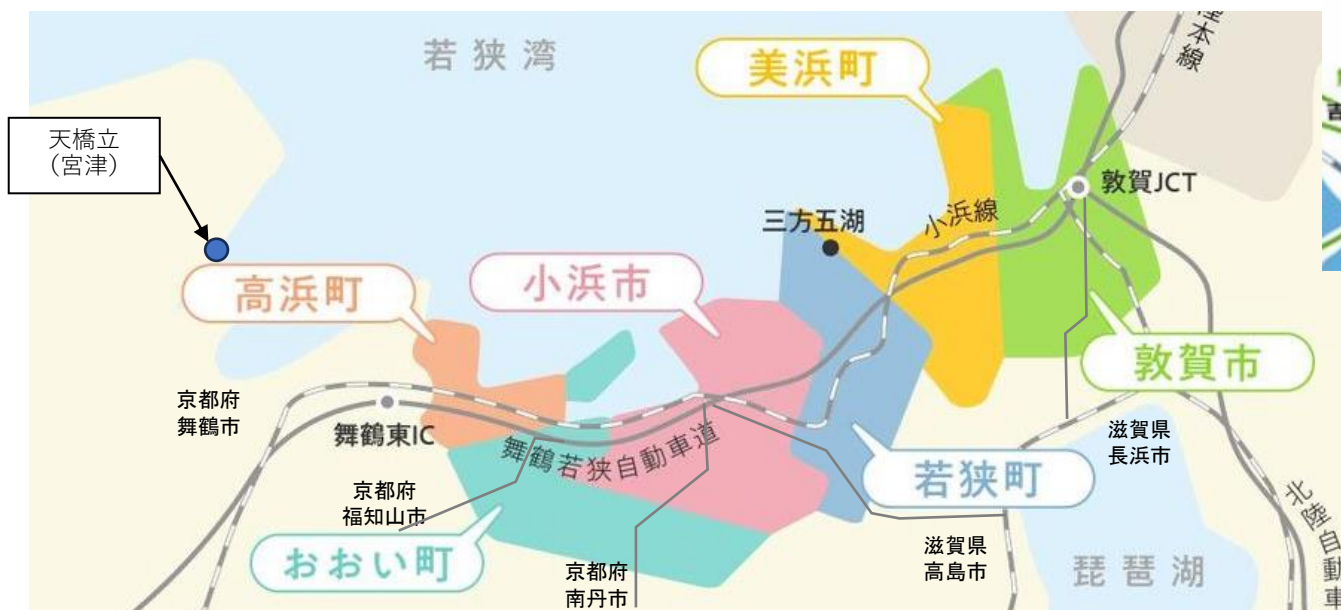 若狭湾
美浜町
陸本線
天橋立
（宮津）
敦賀JCT
三方五湖
小浜線
高浜町
小浜市
敦賀市
京都府
舞鶴市
舞鶴東IC
舞鶴若狭自動車道
滋賀県
長浜市
若狭町
京都府
福知山市
おおい町
京都府
南丹市
滋賀県
高島市
琵琶湖
北陸自動車